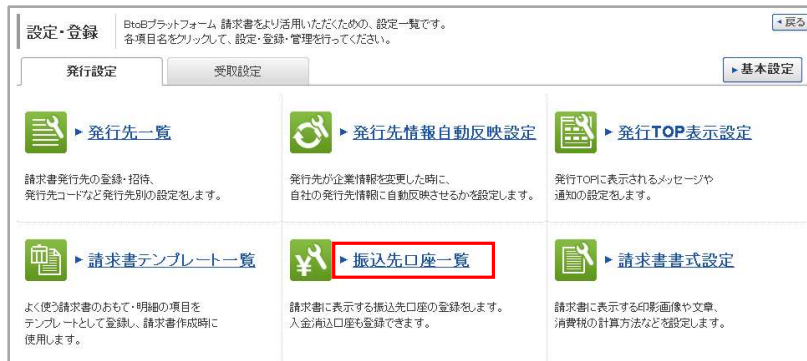 設定・登録
BtoBプラットフォーム 請求書をより活用いただくための、設定一覧です。
各項目名をクリックして、設定・登録・管理を行ってください。
戻る
発行設定
受取設定
基本設定
発行先一覧
請求書発行先の登録・招待、
発行先コードなど発行先別の設定をします。
発行先情報自動反映設定
発行先が企業情報を変更した時に、
自社の発行先情報に自動反映させるかを設定します。
発行TOP表示設定
発行TOPに表示されるメッセージや
通知の設定をします。
請求書テンプレート一覧
よく使う請求書のおもて・明細の項目を
テンプレートとして登録し、請求書作成時に
使用します。
振込先口座一覧
請求書に表示する振込先口座の登録をします。
入金消込口座も登録できます。
請求書書式設定
請求書に表示する印影画像や文章、
消費税の計算方法などを設定します。